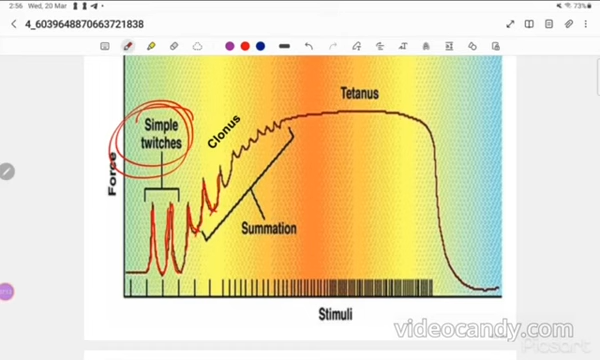 2:56 Wed, 20 Mar
73%
4_6039648870663721838
Simple
twitches
Clonus
Tetanus
Force
Summation
Stimuli
videocandy.com
Picsart